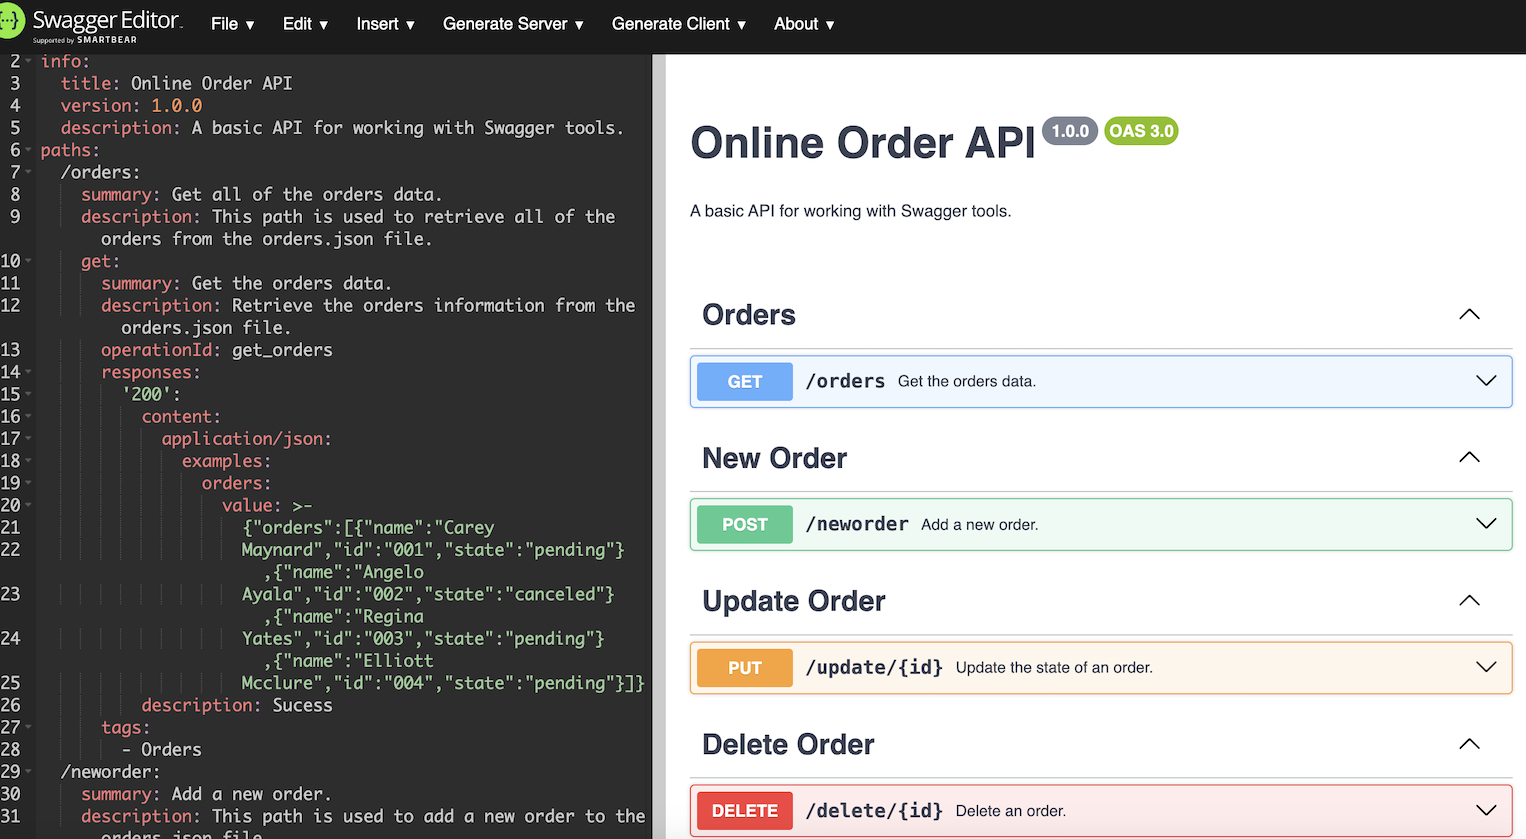 Swagger Editor.
Supported by SMARTBEAR
File ▾ Edit ▾ Insert ▾ Generate Server ▾ Generate Client ▾ About ▾
2 info:
3 title: Online Order API
4 version: 1.0.0
5 description: A basic API for working with Swagger tools.
6 paths:
7 /orders:
8 summary: Get all of the orders data.
9 description: This path is used to retrieve all of the
orders from the orders.json file.
10 get:
11 summary: Get the orders data.
12 description: Retrieve the orders information from the
orders.json file.
13 operationId: get_orders
14 responses:
15 '200':
16 content:
17 application/json:
18 examples:
19 orders:
20 value: >-
21 {"orders":[{"name":"Carey
22 Maynard","id":"001","state":"pending"}
,{"name":"Angelo
23 Ayala","id":"002","state":"canceled"}
,{"name":"Regina
24 Yates","id":"003","state":"pending"}
,{"name":"Elliott
25 Mcclure","id":"004","state":"pending"}]}
26 description: Sucess
27 tags:
28 - Orders
29 /neworder:
30 summary: Add a new order.
31 description: This path is used to add a new order to the
orders.json file
Online Order API 1.0.0 OAS 3.0
A basic API for working with Swagger tools.
Orders
GET /orders Get the orders data.
New Order
POST /neworder Add a new order.
Update Order
PUT /update/{id} Update the state of an order.
Delete Order
DELETE /delete/{id} Delete an order.